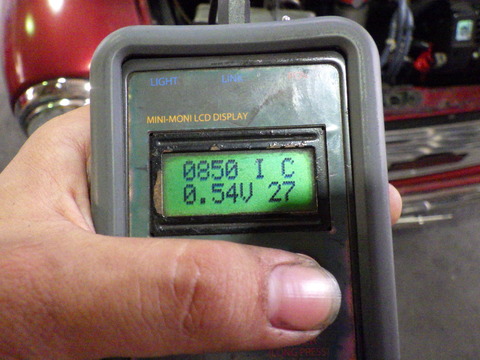 LIGHT LINE
MINI-MONI LCD DISPLAY
0850 I C
0.54V 27